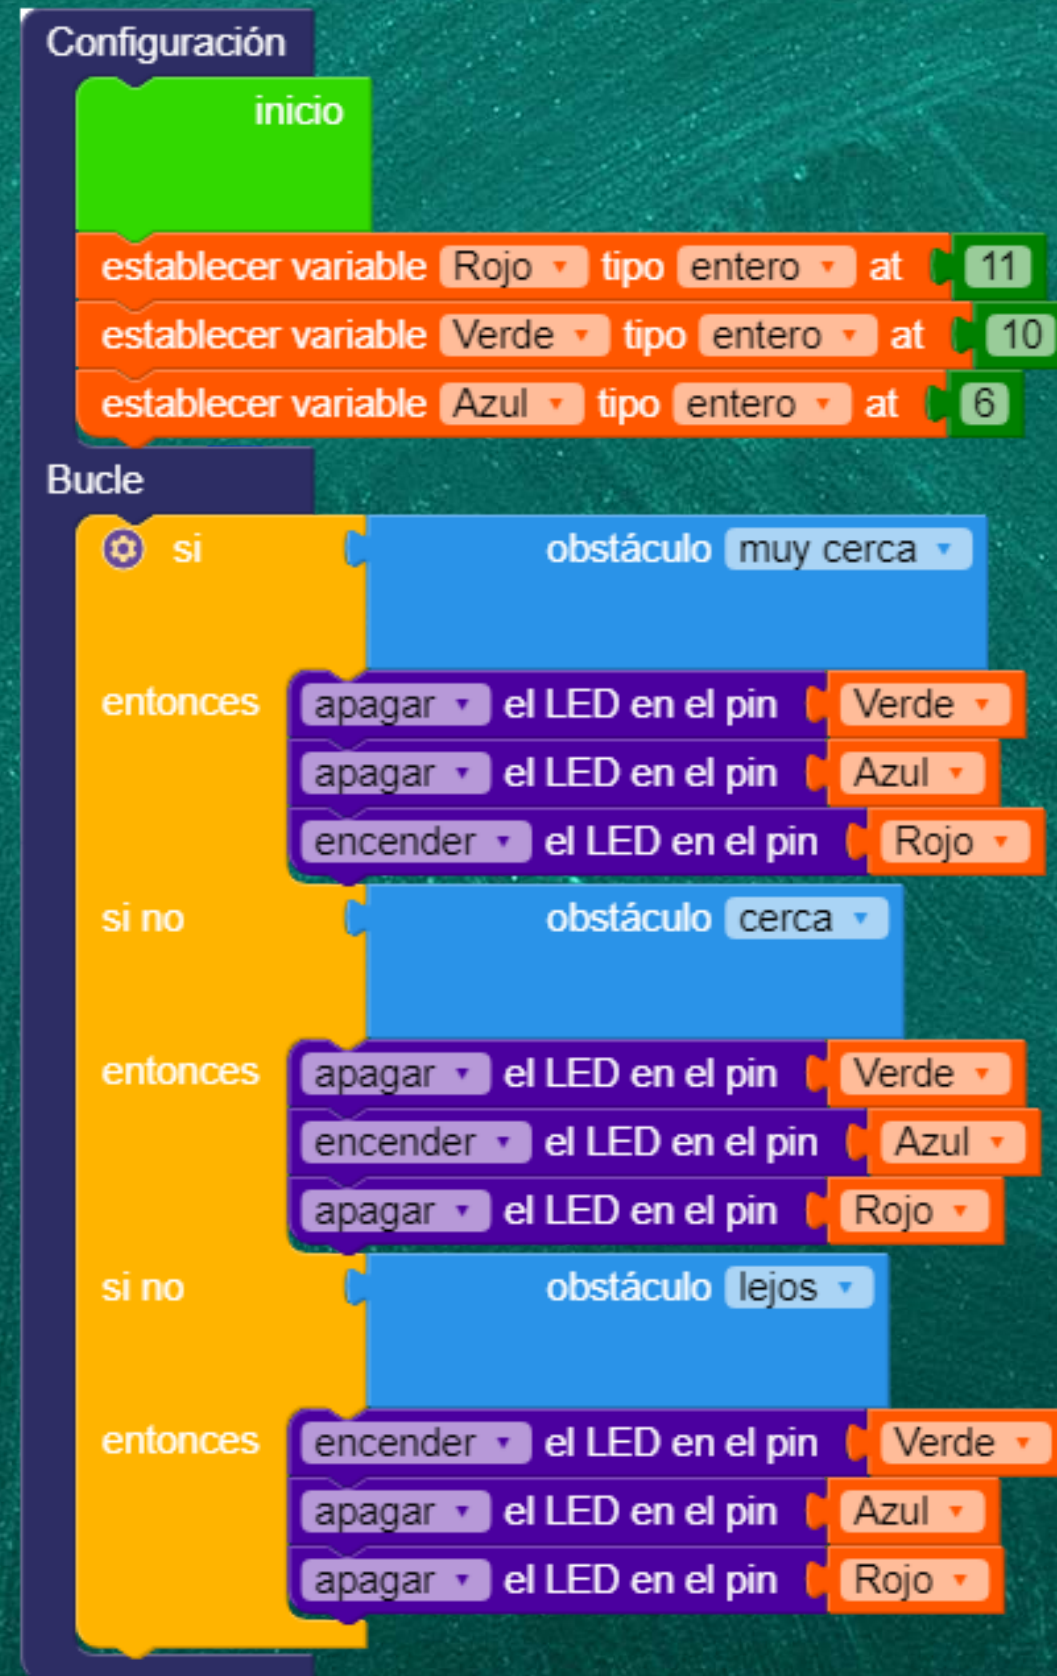 Configuración
inicio
establecer variable Rojo tipo entero at 11
establecer variable Verde tipo entero at 10
establecer variable Azul tipo entero at 6
Bucle
si obstáculo muy cerca
entonces apagar el LED en el pin Verde
apagar el LED en el pin Azul
encender el LED en el pin Rojo
si no obstáculo cerca
entonces apagar el LED en el pin Verde
encender el LED en el pin Azul
apagar el LED en el pin Rojo
si no obstáculo lejos
entonces encender el LED en el pin Verde
apagar el LED en el pin Azul
apagar el LED en el pin Rojo